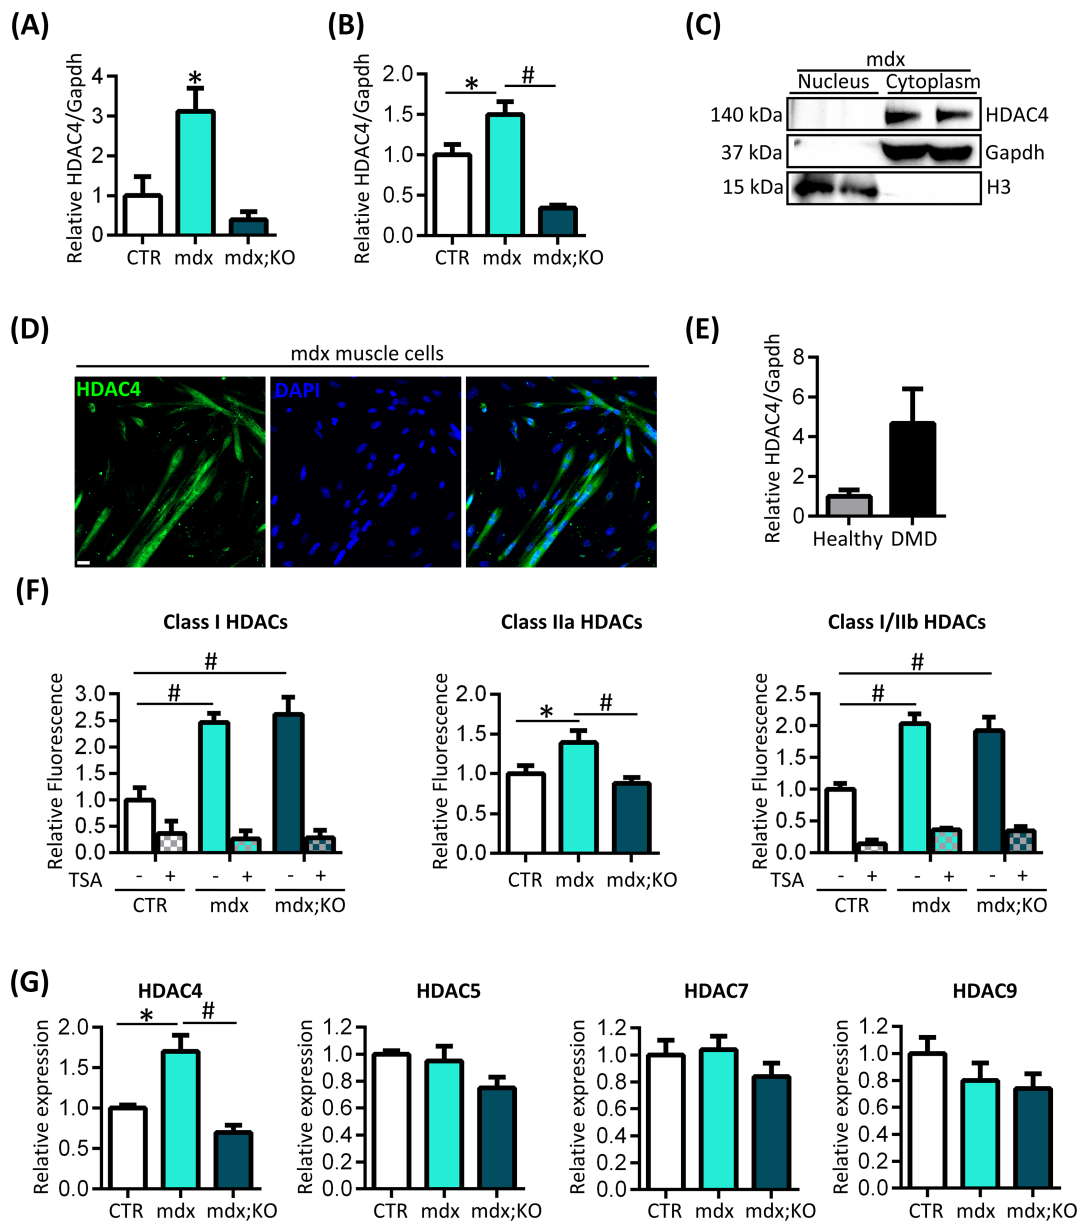 (A)
Relative HDAC4/Gapdh
4
3
2
1
0
*
CTR mdx mdx;KO
(B)
Relative HDAC4/Gapdh
2.0
1.5
1.0
0.5
0.0
* #
CTR mdx mdx;KO
(C)
mdx
Nucleus Cytoplasm
140 kDa HDAC4
37 kDa Gapdh
15 kDa H3
(D)
mdx muscle cells
HDAC4 DAPI
(E)
Relative HDAC4/Gapdh
8
6
4
2
0
Healthy DMD
(F)
Class I HDACs
Relative Fluorescence
3.0
2.5
2.0
1.5
1.0
0.5
0.0
#
#
TSA - + - + - +
CTR mdx mdx;KO
Class IIa HDACs
Relative Fluorescence
2.0
1.5
1.0
0.5
0.0
* #
CTR mdx mdx;KO
Class I/IIb HDACs
Relative Fluorescence
2.5
2.0
1.5
1.0
0.5
0.0
#
#
TSA - + - + - +
CTR mdx mdx;KO
(G)
HDAC4
Relative expression
2.0
1.5
1.0
0.5
0.0
* #
CTR mdx mdx;KO
HDAC5
Relative expression
1.2
1.0
0.8
0.6
0.4
0.2
0.0
CTR mdx mdx;KO
HDAC7
Relative expression
1.2
1.0
0.8
0.6
0.4
0.2
0.0
CTR mdx mdx;KO
HDAC9
Relative expression
1.2
1.0
0.8
0.6
0.4
0.2
0.0
CTR mdx mdx;KO